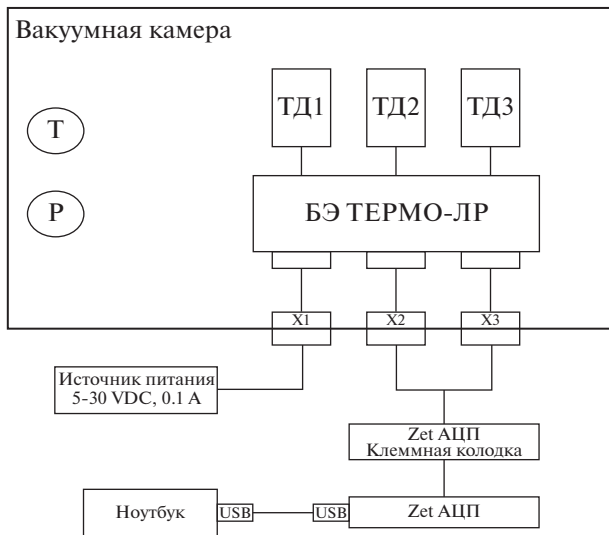 Вакуумная камера
ТД1 ТД2 ТД3
T
P
БЭ ТЕРМО-ЛР
X1 X2 X3
Источник питания
5-30 VDC, 0.1 A
Zet АЦП
Клеммная колодка
Ноутбук USB USB Zet АЦП